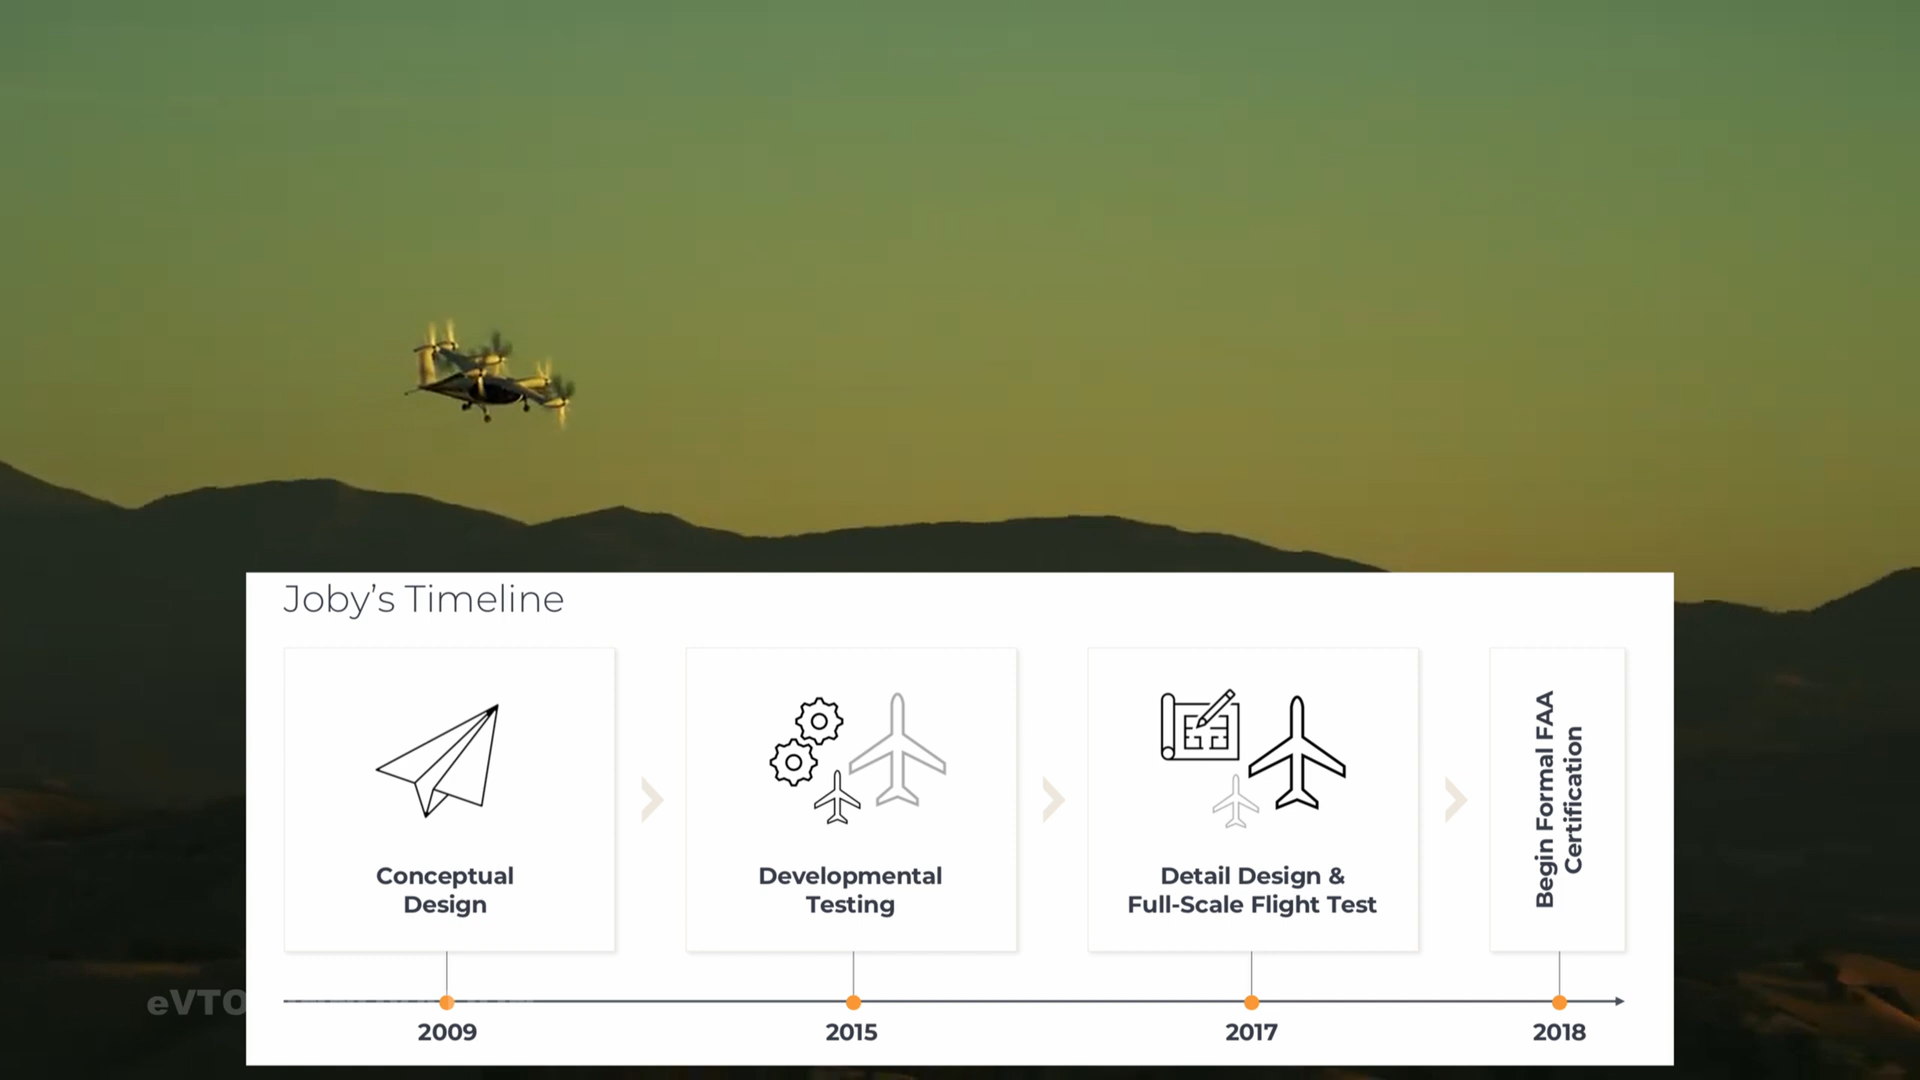 Joby's Timeline
Conceptual
Design
Developmental
Testing
Detail Design &
Full-Scale Flight Test
Begin Formal FAA
Certification
2009
2015
2017
2018